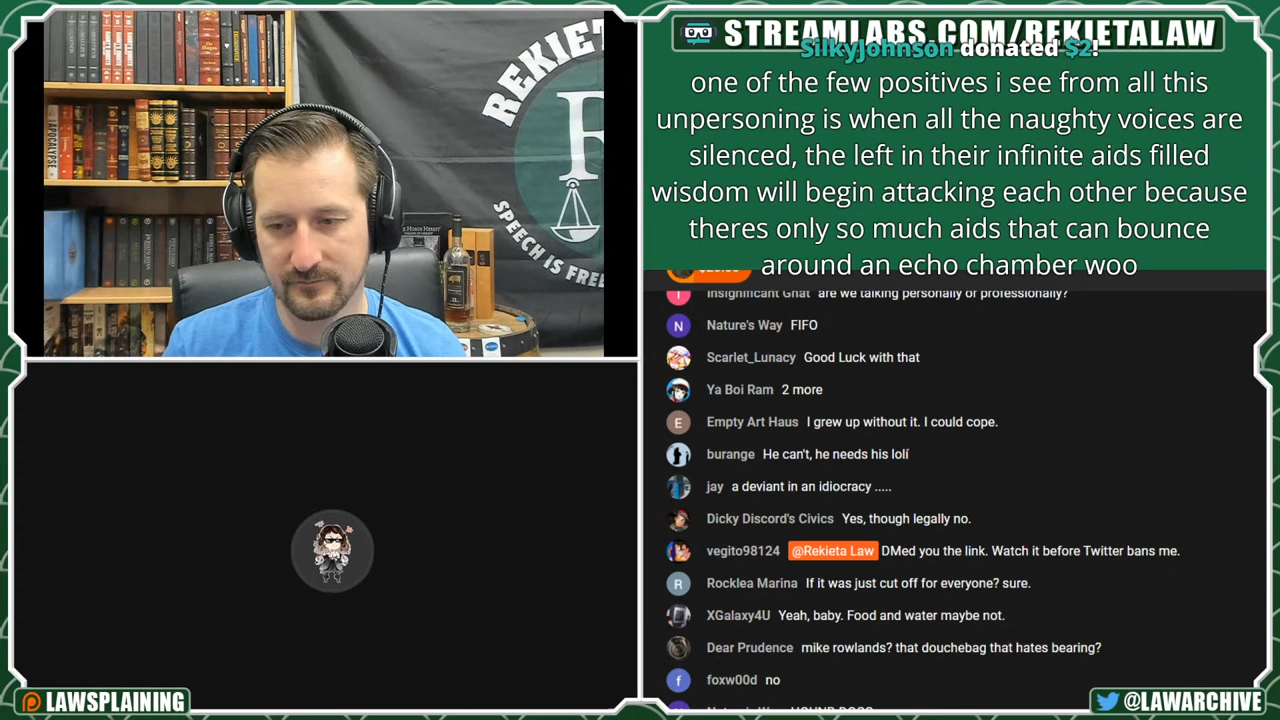 STREAMLABS.COM/REKIETALAW
SilkyJohnson donated $2!
one of the few positives i see from all this
unpersoning is when all the naughty voices are
silenced, the left in their infinite aids filled
wisdom will begin attacking each other because
theres only so much aids that can bounce
around an echo chamber woo
Insignificant Gnat are we talking personally or professionally?
N Nature's Way FIFO
Scarlet_Lunacy Good Luck with that
Ya Boi Ram 2 more
E Empty Art Haus I grew up without it. I could cope.
burange He can't, he needs his lolí
jay a deviant in an idiocracy .....
Dicky Discord's Civics Yes, though legally no.
vegito98124 @Rekieta Law DMed you the link. Watch it before Twitter bans me.
R Rocklea Marina If it was just cut off for everyone? sure.
XGalaxy4U Yeah, baby. Food and water maybe not.
Dear Prudence mike rowlands? that douchebag that hates bearing?
f foxw00d no
REKIET
R
SPEECH IS FREE
APOCALYPSE
LAWSPLAINING
@LAWARCHIVE